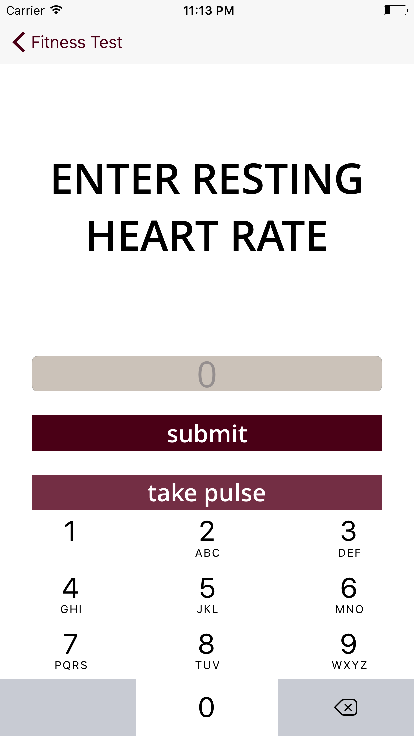 Carrier 11:13 PM
Fitness Test
ENTER RESTING
HEART RATE
0
submit
take pulse
1 2 3
ABC DEF
4 5 6
GHI JKL MNO
7 8 9
PQRS TUV WXYZ
0